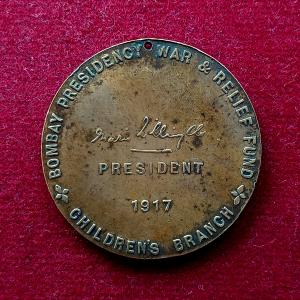 BOMBAY PRESIDENCY WAR & RELIEF FUND
PRESIDENT
1917
CHILDREN'S BRANCH